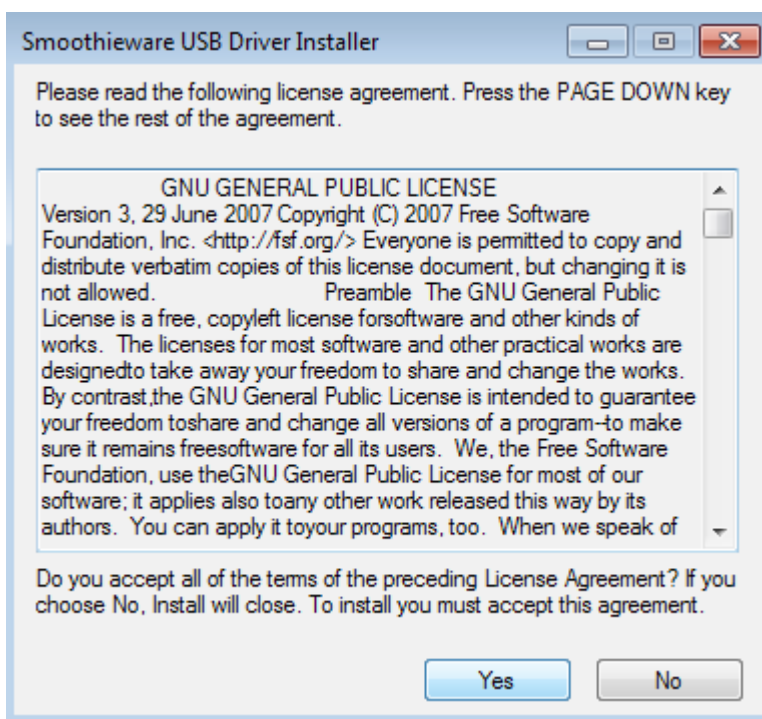 Smoothieware USB Driver Installer
Please read the following license agreement. Press the PAGE DOWN key
to see the rest of the agreement.
GNU GENERAL PUBLIC LICENSE
Version 3, 29 June 2007 Copyright (C) 2007 Free Software
Foundation, Inc. <http://fsf.org/> Everyone is permitted to copy and
distribute verbatim copies of this license document, but changing it is
not allowed. Preamble The GNU General Public
License is a free, copyleft license forsoftware and other kinds of
works. The licenses for most software and other practical works are
designedto take away your freedom to share and change the works.
By contrast,the GNU General Public License is intended to guarantee
your freedom toshare and change all versions of a program--to make
sure it remains freesoftware for all its users. We, the Free Software
Foundation, use theGNU General Public License for most of our
software; it applies also toany other work released this way by its
authors. You can apply it toyour programs, too. When we speak of
Do you accept all of the terms of the preceding License Agreement? If you
choose No, Install will close. To install you must accept this agreement.
Yes
No